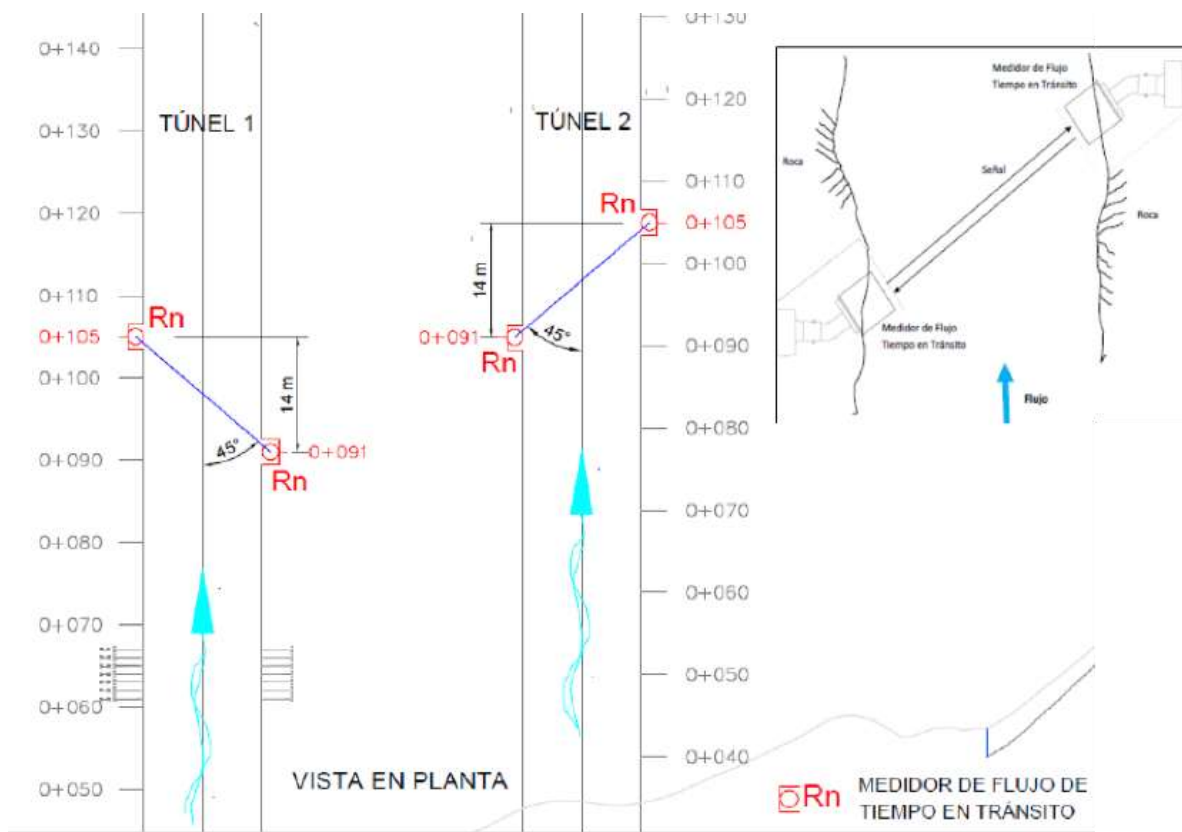 0+140
0+130
0+120
0+110
0+105
0+100
0+090
0+080
0+070
0+060
0+050
TÚNEL 1
Rn
14 m
45°
0+091
Rn
TÚNEL 2
Rn
14 m
0+091
45°
Rn
0+130
0+120
0+110
0+105
0+100
0+090
0+080
0+070
0+060
0+050
0+040
Medidor de Flujo
Tiempo en Tránsito
Roca
Señal
Roca
Medidor de Flujo
Tiempo en Tránsito
Flujo
VISTA EN PLANTA
Rn
MEDIDOR DE FLUJO DE
TIEMPO EN TRÁNSITO